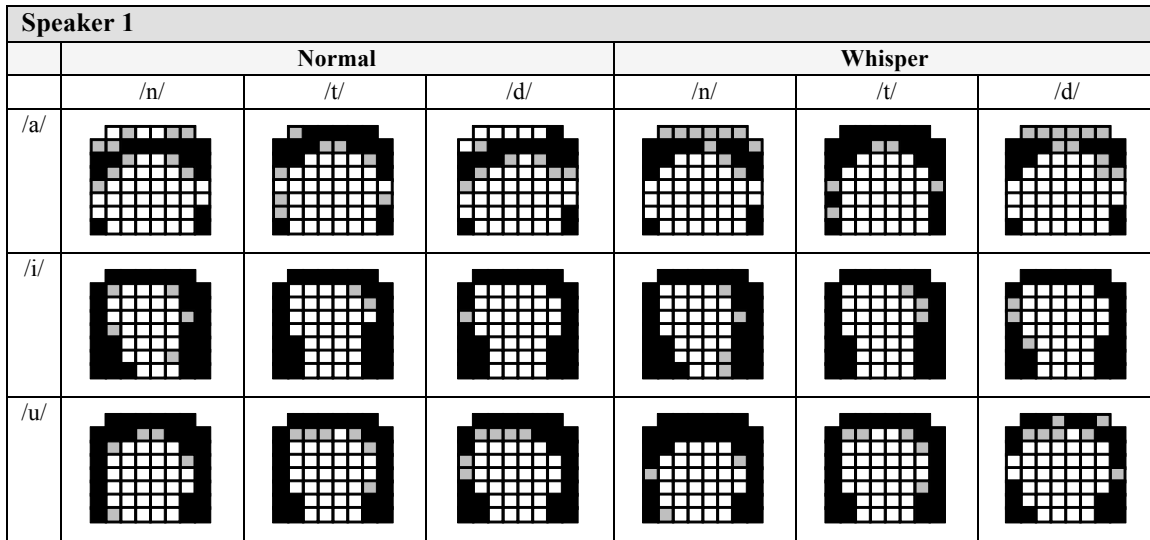 Speaker 1
Normal Whisper
/n/ /t/ /d/ /n/ /t/ /d/
/a/
/i/
/u/